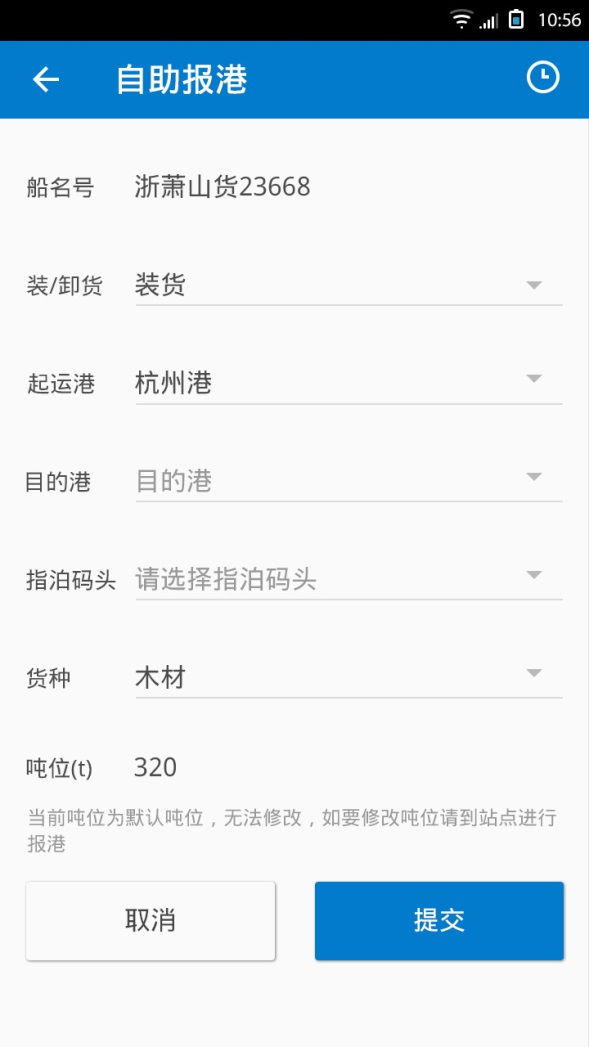 10:56
自助报港
船名号 浙萧山货23668
装/卸货 装货
起运港 杭州港
目的港 目的港
指泊码头 请选择指泊码头
货种 木材
吨位(t) 320
当前吨位为默认吨位，无法修改，如要修改吨位请到站点进行
报港
取消 提交